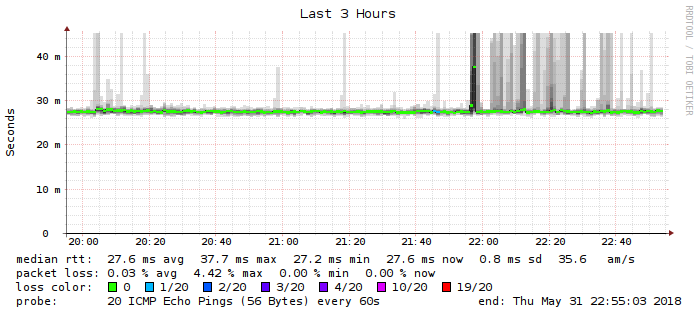 Last 3 Hours
RRDTOOL / TOBI OETIKER
Seconds
40 m
30 m
20 m
10 m
0
20:00 20:20 20:40 21:00 21:20 21:40 22:00 22:20 22:40
median rtt: 27.6 ms avg 37.7 ms max 27.2 ms min 27.6 ms now 0.8 ms sd 35.6 am/s
packet loss: 0.03 % avg 4.42 % max 0.00 % min 0.00 % now
loss color: 0 1/20 2/20 3/20 4/20 10/20 19/20
probe: 20 ICMP Echo Pings (56 Bytes) every 60s end: Thu May 31 22:55:03 2018